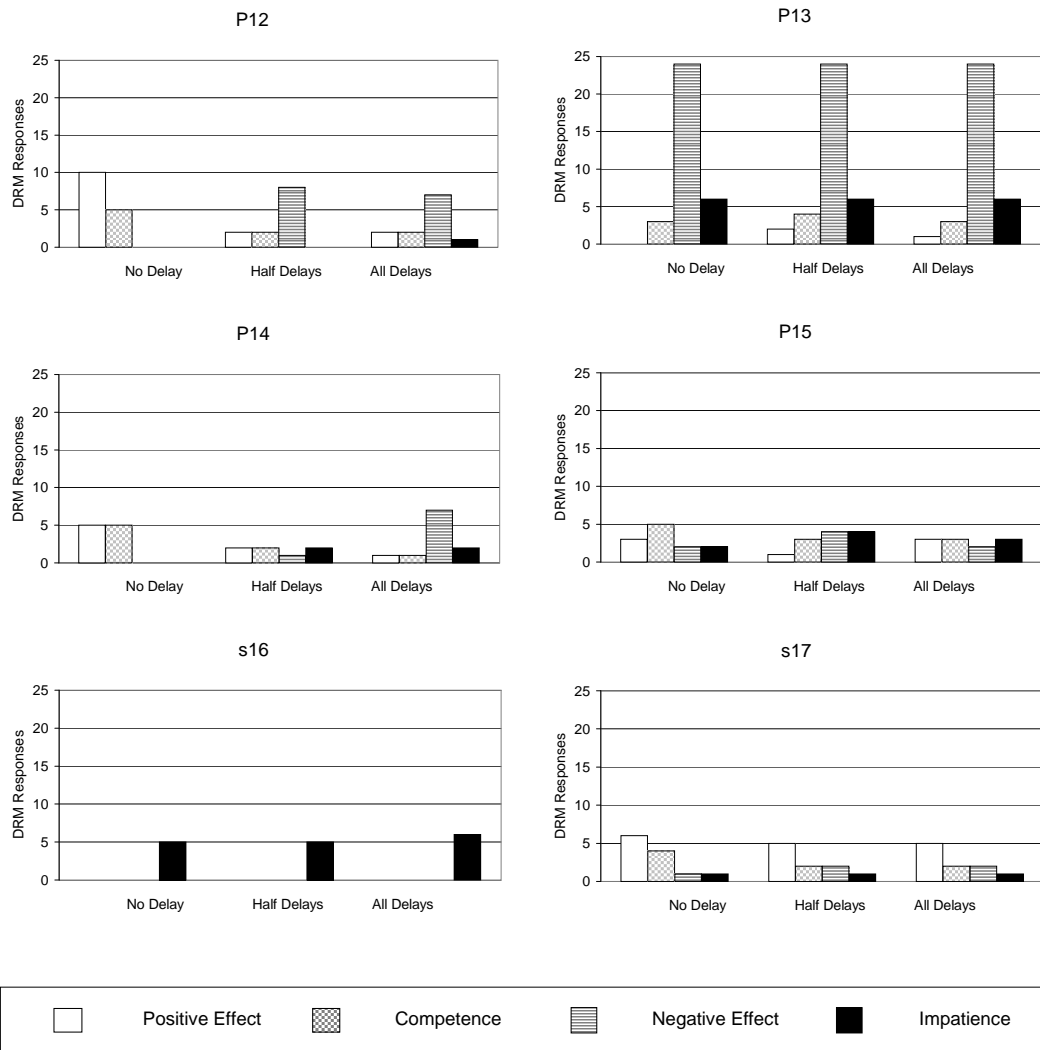 P12
P13
DRM Responses
25
20
15
10
5
0
No Delay Half Delays All Delays
DRM Responses
25
20
15
10
5
0
No Delay Half Delays All Delays
P14
P15
DRM Responses
25
20
15
10
5
0
No Delay Half Delays All Delays
DRM Responses
25
20
15
10
5
0
No Delay Half Delays All Delays
s16
s17
DRM Responses
25
20
15
10
5
0
No Delay Half Delays All Delays
DRM Responses
25
20
15
10
5
0
No Delay Half Delays All Delays
Positive Effect Competence Negative Effect Impatience